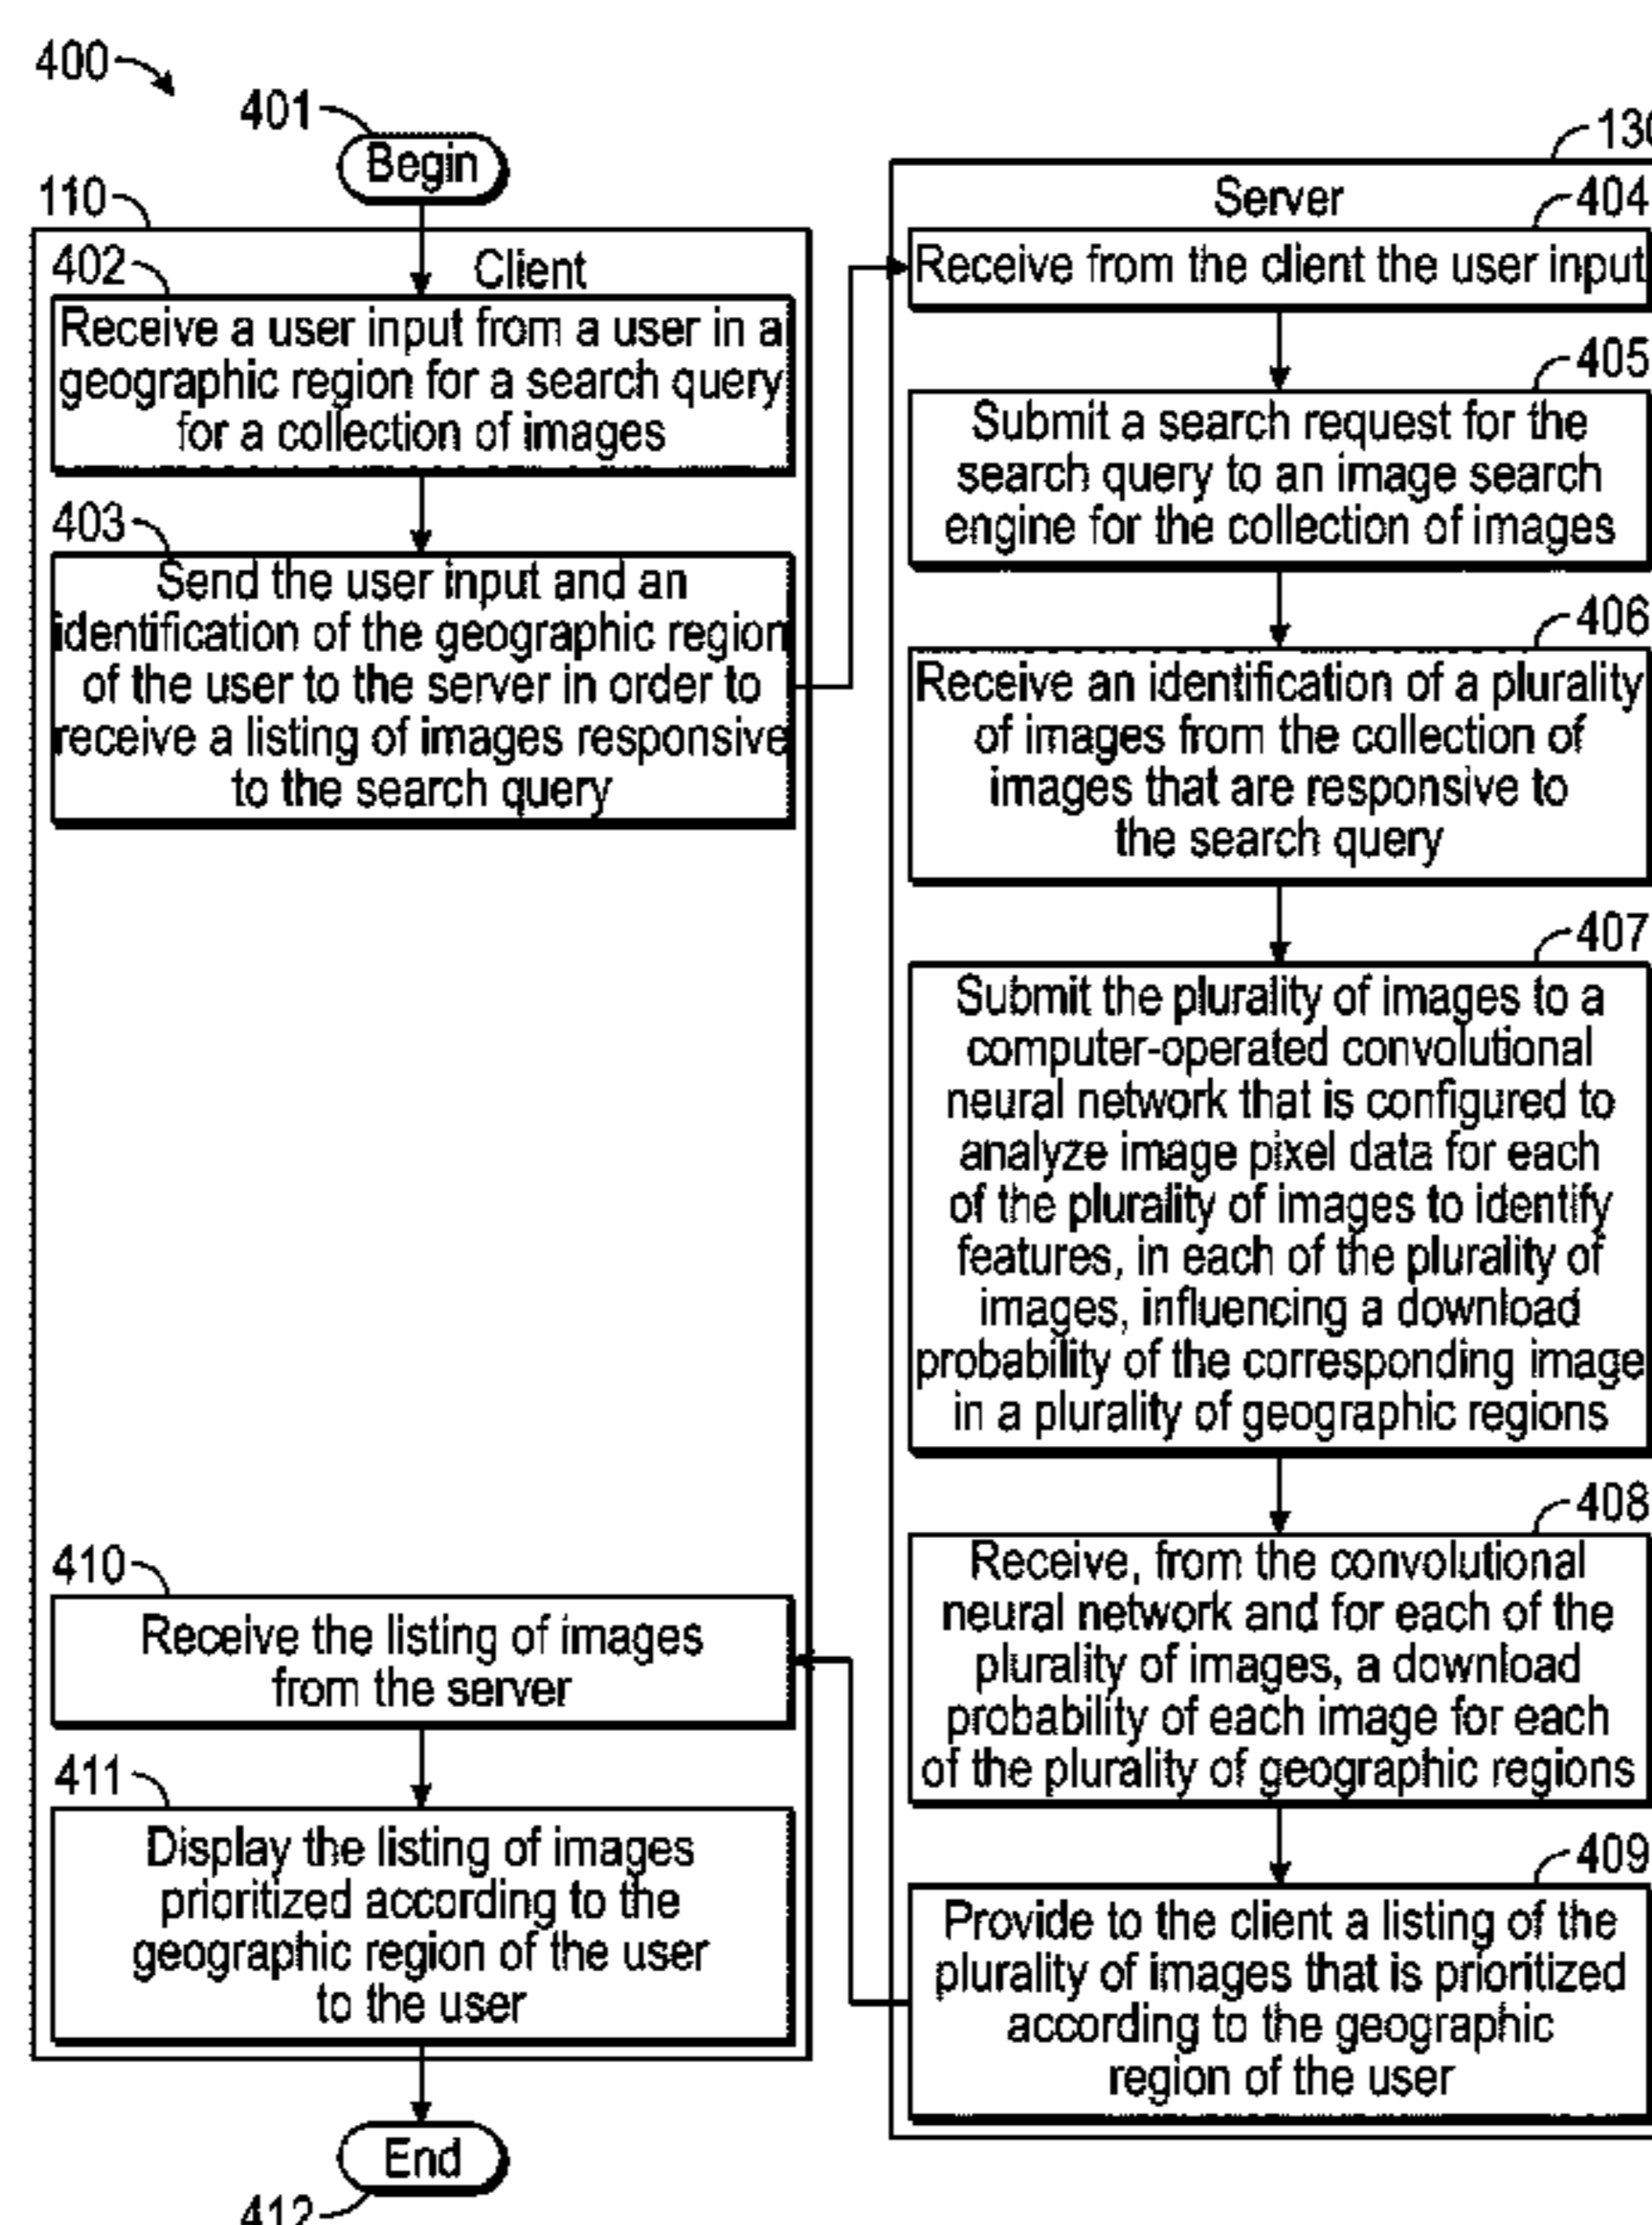 400
401
Begin
110
Client
402
Receive a user input from a user in a
geographic region for a search query
for a collection of images
403
Send the user input and an
identification of the geographic region
of the user to the server in order to
receive a listing of images responsive
to the search query
410
Receive the listing of images
from the server
411
Display the listing of images
prioritized according to the
geographic region of the user
to the user
End
412
Server
404
Receive from the client the user input
405
Submit a search request for the
search query to an image search
engine for the collection of images
406
Receive an identification of a plurality
of images from the collection of
images that are responsive to
the search query
407
Submit the plurality of images to a
computer-operated convolutional
neural network that is configured to
analyze image pixel data for each
of the plurality of images to identify
features, in each of the plurality of
images, influencing a download
probability of the corresponding image
in a plurality of geographic regions
408
Receive, from the convolutional
neural network and for each of the
plurality of images, a download
probability of each image for each
of the plurality of geographic regions
409
Provide to the client a listing of the
plurality of images that is prioritized
according to the geographic
region of the user